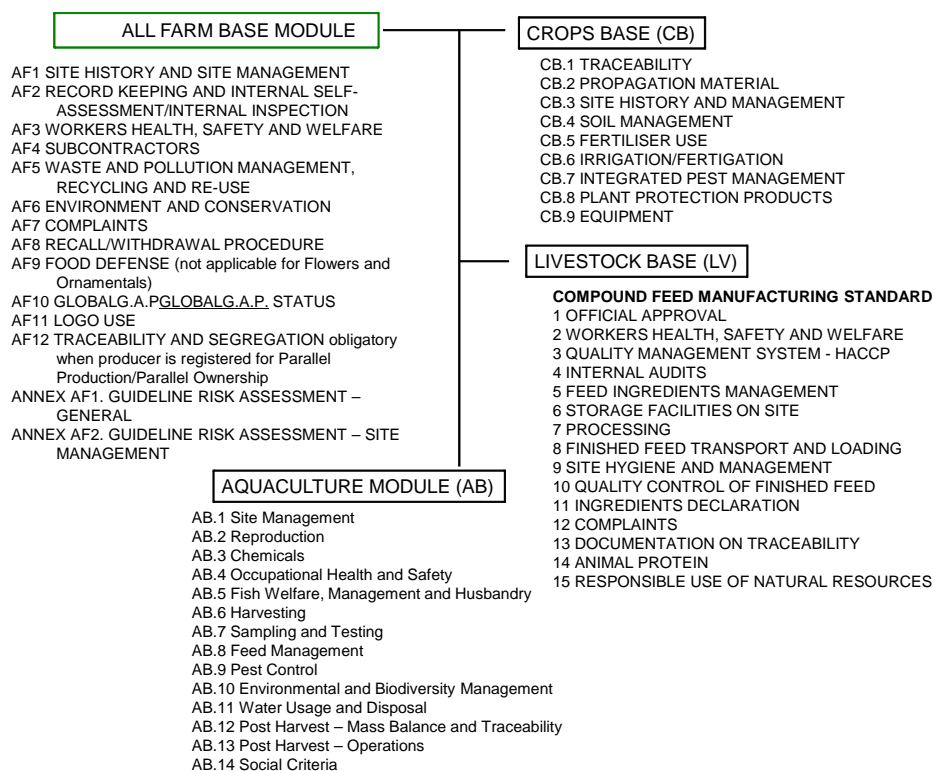 ALL FARM BASE MODULE
AF1 SITE HISTORY AND SITE MANAGEMENT
AF2 RECORD KEEPING AND INTERNAL SELF-
ASSESSMENT/INTERNAL INSPECTION
AF3 WORKERS HEALTH, SAFETY AND WELFARE
AF4 SUBCONTRACTORS
AF5 WASTE AND POLLUTION MANAGEMENT,
RECYCLING AND RE-USE
AF6 ENVIRONMENT AND CONSERVATION
AF7 COMPLAINTS
AF8 RECALL/WITHDRAWAL PROCEDURE
AF9 FOOD DEFENSE (not applicable for Flowers and
Ornamentals)
AF10 GLOBALG.A.PGLOBALG.A.P. STATUS
AF11 LOGO USE
AF12 TRACEABILITY AND SEGREGATION obligatory
when producer is registered for Parallel
Production/Parallel Ownership
ANNEX AF1. GUIDELINE RISK ASSESSMENT –
GENERAL
ANNEX AF2. GUIDELINE RISK ASSESSMENT – SITE
MANAGEMENT
CROPS BASE (CB)
CB.1 TRACEABILITY
CB.2 PROPAGATION MATERIAL
CB.3 SITE HISTORY AND MANAGEMENT
CB.4 SOIL MANAGEMENT
CB.5 FERTILISER USE
CB.6 IRRIGATION/FERTIGATION
CB.7 INTEGRATED PEST MANAGEMENT
CB.8 PLANT PROTECTION PRODUCTS
CB.9 EQUIPMENT
LIVESTOCK BASE (LV)
COMPOUND FEED MANUFACTURING STANDARD
1 OFFICIAL APPROVAL
2 WORKERS HEALTH, SAFETY AND WELFARE
3 QUALITY MANAGEMENT SYSTEM - HACCP
4 INTERNAL AUDITS
5 FEED INGREDIENTS MANAGEMENT
6 STORAGE FACILITIES ON SITE
7 PROCESSING
8 FINISHED FEED TRANSPORT AND LOADING
9 SITE HYGIENE AND MANAGEMENT
10 QUALITY CONTROL OF FINISHED FEED
11 INGREDIENTS DECLARATION
12 COMPLAINTS
13 DOCUMENTATION ON TRACEABILITY
14 ANIMAL PROTEIN
15 RESPONSIBLE USE OF NATURAL RESOURCES
AQUACULTURE MODULE (AB)
AB.1 Site Management
AB.2 Reproduction
AB.3 Chemicals
AB.4 Occupational Health and Safety
AB.5 Fish Welfare, Management and Husbandry
AB.6 Harvesting
AB.7 Sampling and Testing
AB.8 Feed Management
AB.9 Pest Control
AB.10 Environmental and Biodiversity Management
AB.11 Water Usage and Disposal
AB.12 Post Harvest – Mass Balance and Traceability
AB.13 Post Harvest – Operations
AB.14 Social Criteria